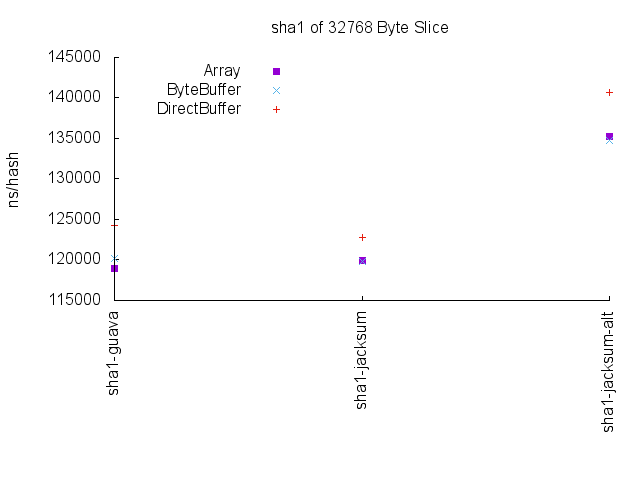 sha1 of 32768 Byte Slice
145000
140000
135000
130000
125000
120000
115000
ns/hash
Array
ByteBuffer
DirectBuffer
sha1-guava
sha1-jacksum
sha1-jacksum-alt